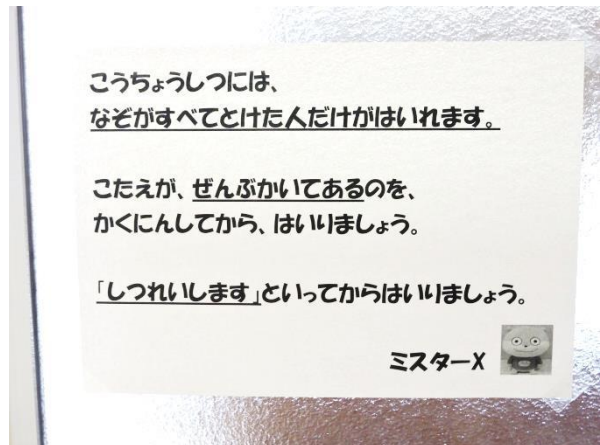 こうちょうしつには、
なぞがすべてとけた人だけがはいれます。
こたえが、ぜんぶかいてあるのを、
かくにんしてから、はいりましょう。
「しつれいします」といってからはいりましょう。
ミスターX